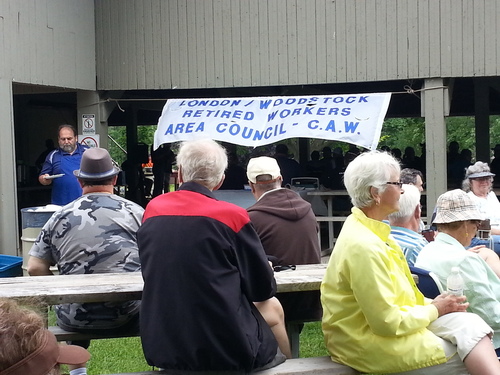 LONDON / WOODSTOCK
RETIRED WORKERS
AREA COUNCIL - C.A.W.